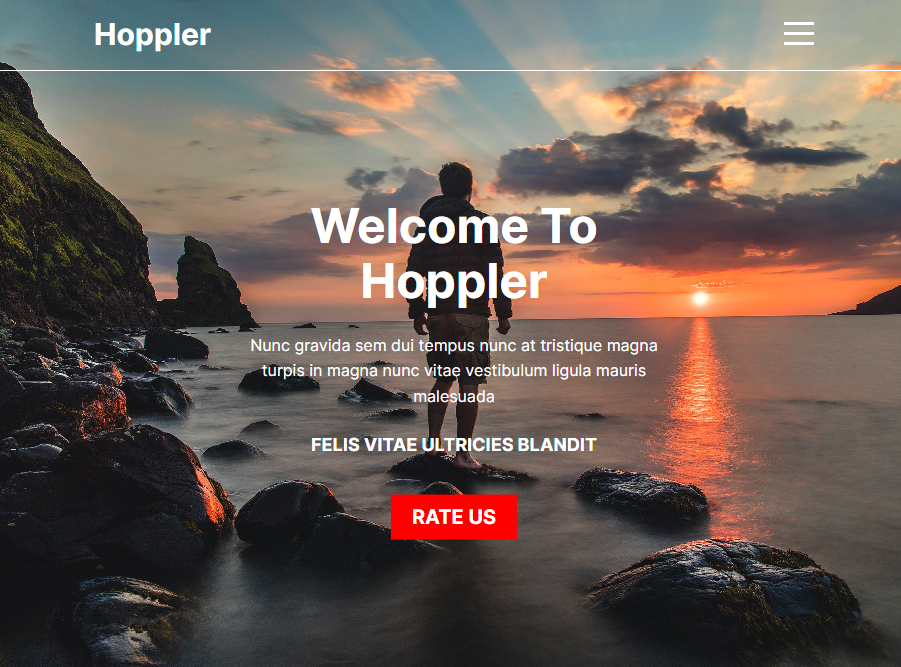 Hoppler
Welcome To
Hoppler
Nunc gravida sem dui tempus nunc at tristique magna
turpis in magna nunc vitae vestibulum ligula mauris
malesuada
FELIS VITAE ULTRICIES BLANDIT
RATE US